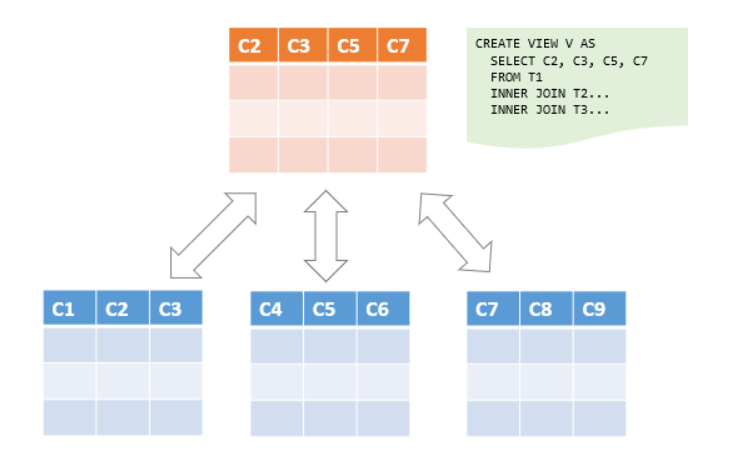 C2 C3 C5 C7
CREATE VIEW V AS
SELECT C2, C3, C5, C7
FROM T1
INNER JOIN T2...
INNER JOIN T3...
C1 C2 C3
C4 C5 C6
C7 C8 C9